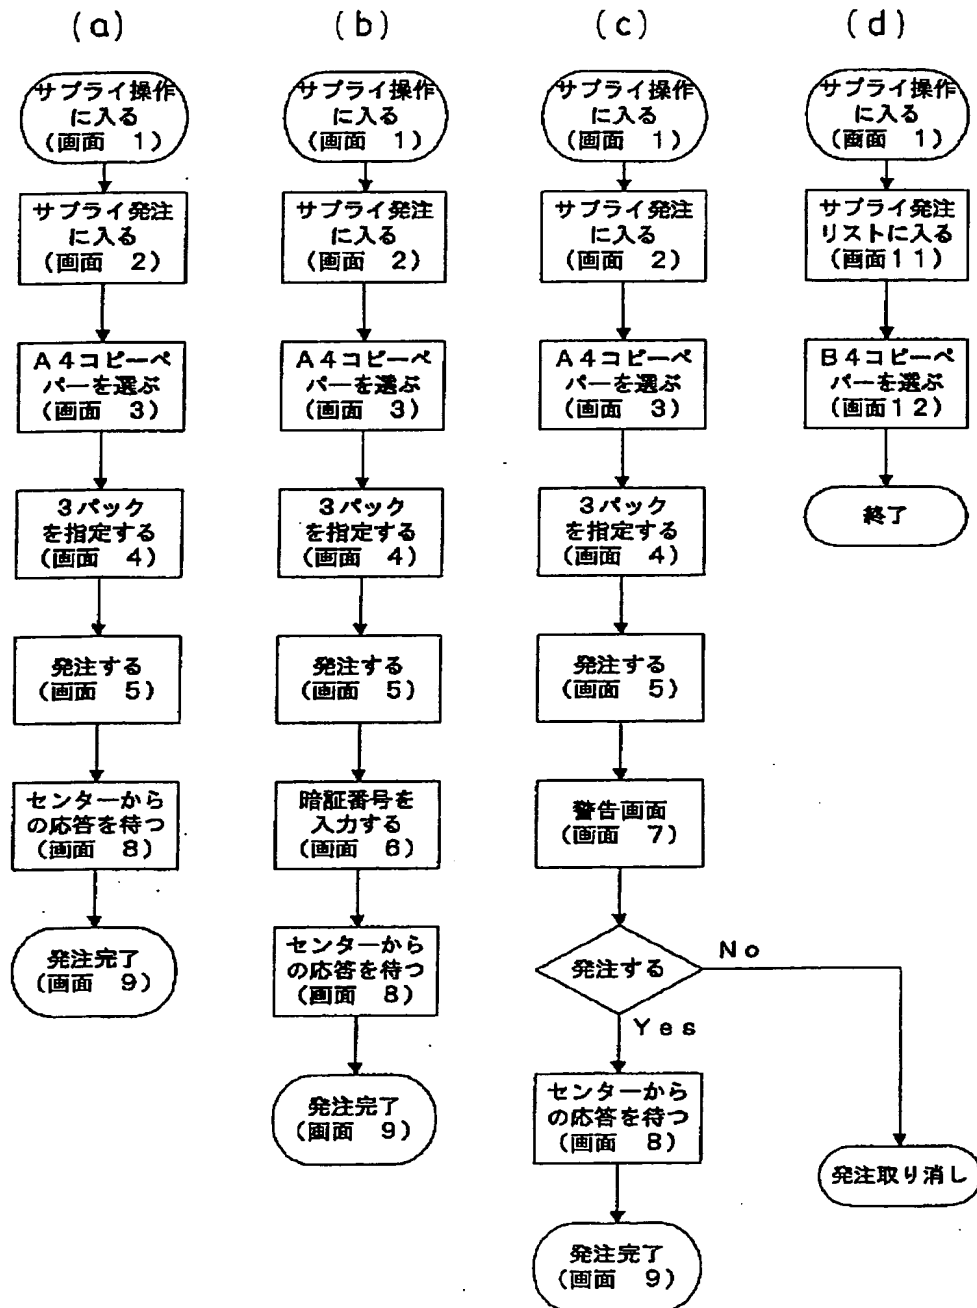 (a)
サプライ操作
に入る
(画面 1)
サプライ発注
に入る
(画面 2)
A4コピーペ
パーを選ぶ
(画面 3)
3パック
を指定する
(画面 4)
発注する
(画面 5)
センターから
の応答を待つ
(画面 8)
発注完了
(画面 9)
(b)
サプライ操作
に入る
(画面 1)
サプライ発注
に入る
(画面 2)
A4コピーペ
パーを選ぶ
(画面 3)
3パック
を指定する
(画面 4)
発注する
(画面 5)
暗証番号を
入力する
(画面 6)
センターから
の応答を待つ
(画面 8)
発注完了
(画面 9)
(c)
サプライ操作
に入る
(画面 1)
サプライ発注
に入る
(画面 2)
A4コピーペ
パーを選ぶ
(画面 3)
3パック
を指定する
(画面 4)
発注する
(画面 5)
警告画面
(画面 7)
発注する
No
Yes
センターから
の応答を待つ
(画面 8)
発注完了
(画面 9)
発注取り消し
(d)
サプライ操作
に入る
(画面 1)
サプライ発注
リストに入る
(画面11)
B4コピーペ
パーを選ぶ
(画面12)
終了